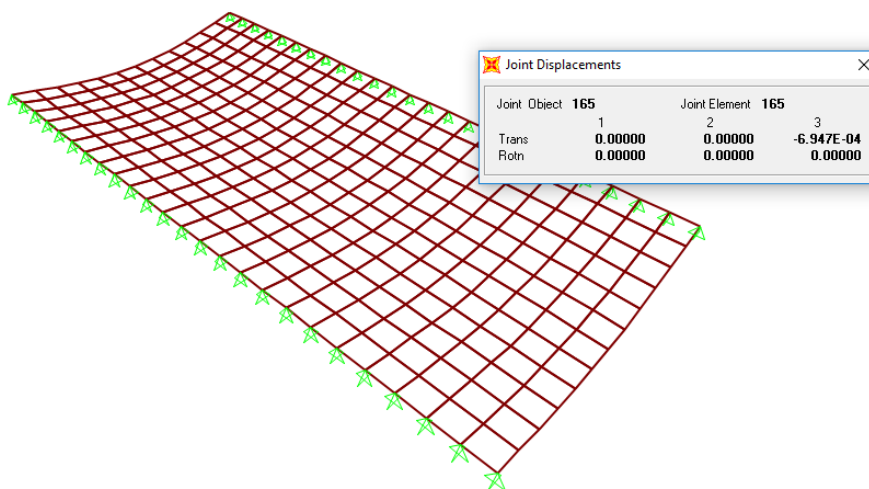 Joint Displacements
Joint Object 165 Joint Element 165
1 2 3
Trans 0.00000 0.00000 -6.947E-04
Rotn 0.00000 0.00000 0.00000